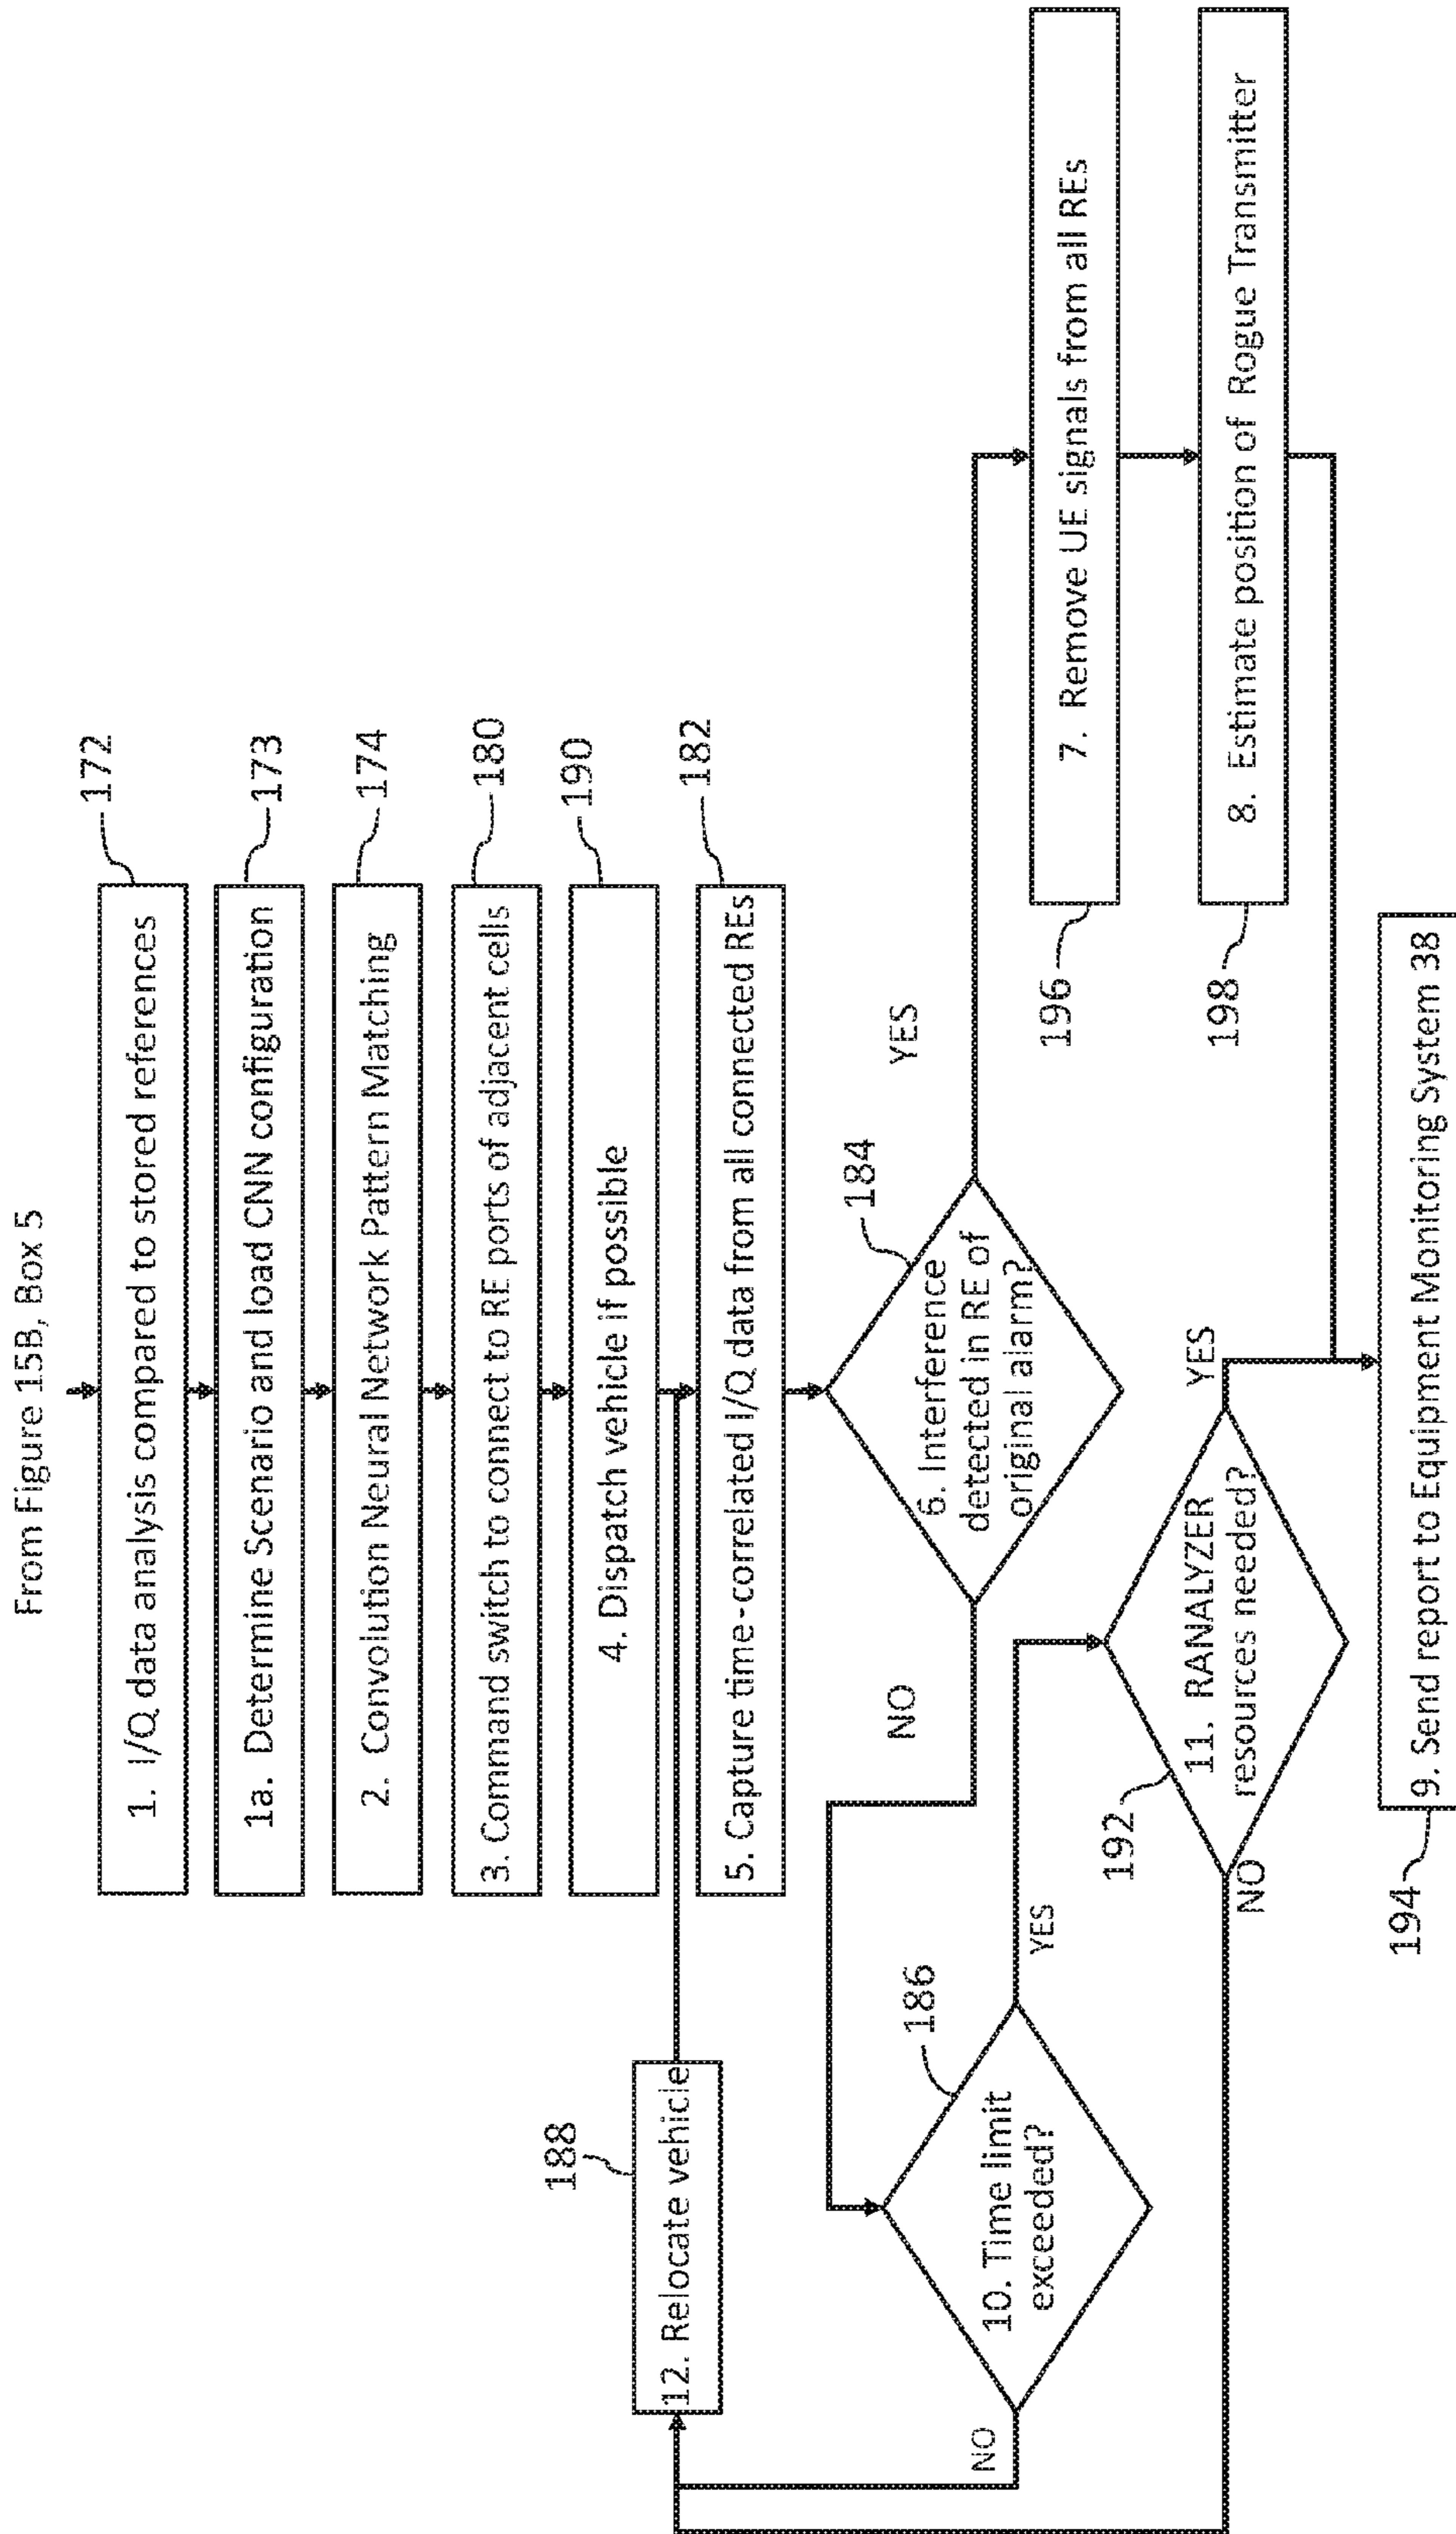 From Figure 15B, Box 5
1. I/Q data analysis compared to stored references
172
1a. Determine Scenario and load CNN configuration
173
2. Convolution Neural Network Pattern Matching
174
3. Command switch to connect to RE ports of adjacent cells
180
4. Dispatch vehicle if possible
190
188
12. Relocate vehicle
5. Capture time-correlated I/Q data from all connected REs
182
184
6. Interference
detected in RE of
original alarm?
NO
YES
186
10. Time limit
exceeded?
NO
YES
196
7. Remove UE signals from all REs
192
11. RANALYZER
resources needed?
NO
YES
198
8. Estimate position of Rogue Transmitter
194
9. Send report to Equipment Monitoring System 38